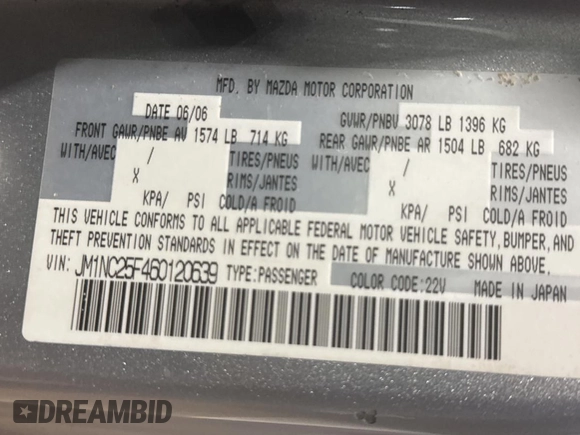 MFD. BY MAZDA MOTOR CORPORATION
DATE 06/06 GVWR/PNBV 3078 LB 1396 KG
FRONT GAWR/PNBE AV 1574 LB 714 KG REAR GAWR/PNBE AR 1504 LB 682 KG
WITH/AVEC / TIRES/PNEUS WITH/AVEC / TIRES/PNEUS
X RIMS/JANTES X RIMS/JANTES
KPA/ PSI COLD/A FROID KPA/ PSI COLD/A FROID
THIS VEHICLE CONFORMS TO ALL APPLICABLE FEDERAL MOTOR VEHICLE SAFETY, BUMPER, AND
THEFT PREVENTION STANDARDS IN EFFECT ON THE DATE OF MANUFACTURE SHOWN ABOVE.
VIN: JM1NC25F460120639 TYPE:PASSENGER COLOR CODE:22V MADE IN JAPAN
DREAMBID